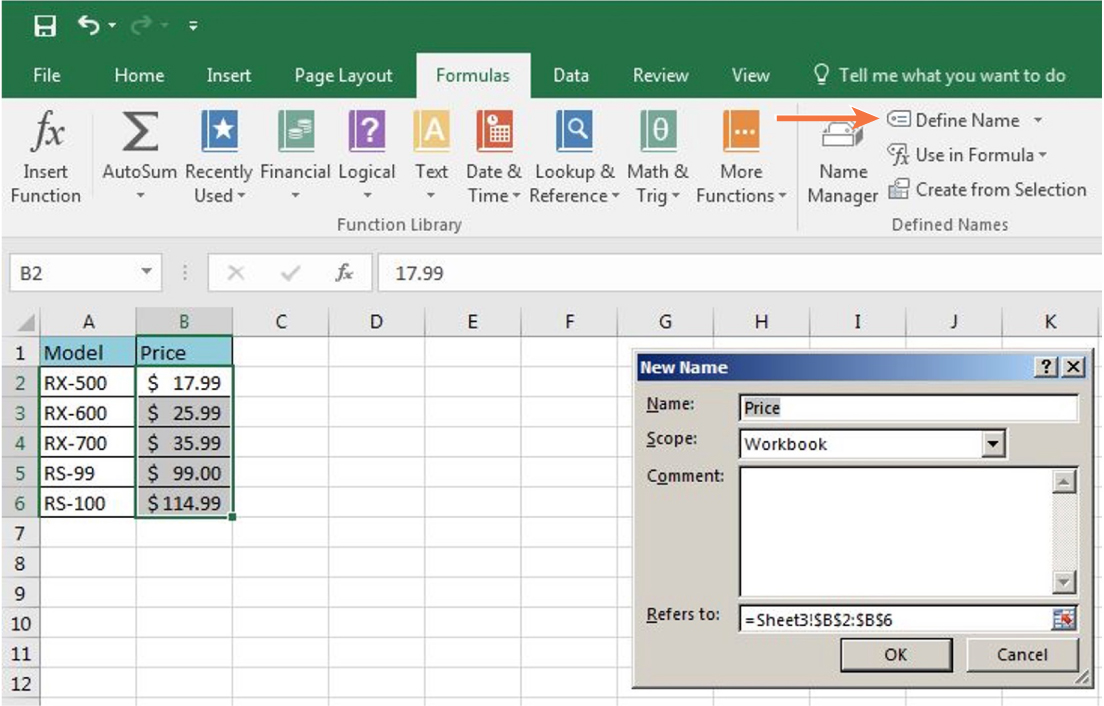 File Home Insert Page Layout Formulas Data Review View Tell me what you want to do
fx Σ ? A θ
Insert Function
AutoSum
Recently Used
Financial
Logical
Text
Date & Time
Lookup & Reference
Math & Trig
More Functions
Function Library
Name Manager
Define Name
Use in Formula
Create from Selection
Defined Names
B2 fx 17.99
A B C D E F G H I J K
1 Model Price
2 RX-500 $ 17.99
3 RX-600 $ 25.99
4 RX-700 $ 35.99
5 RS-99 $ 99.00
6 RS-100 $114.99
7
8
9
10
11
12
New Name ?
Name: Price
Scope: Workbook
Comment:
Refers to: =Sheet3!$B$2:$B$6
OK Cancel